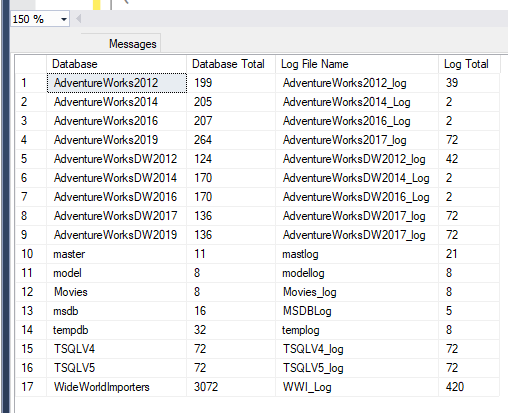 150 %
Messages
Database Database Total Log File Name Log Total
1 AdventureWorks2012 199 AdventureWorks2012_log 39
2 AdventureWorks2014 205 AdventureWorks2014_Log 2
3 AdventureWorks2016 207 AdventureWorks2016_Log 2
4 AdventureWorks2019 264 AdventureWorks2017_log 72
5 AdventureWorksDW2012 124 AdventureWorksDW2012_log 42
6 AdventureWorksDW2014 170 AdventureWorksDW2014_Log 2
7 AdventureWorksDW2016 170 AdventureWorksDW2016_Log 2
8 AdventureWorksDW2017 136 AdventureWorksDW2017_log 72
9 AdventureWorksDW2019 136 AdventureWorksDW2017_log 72
10 master 11 mastlog 21
11 model 8 modellog 8
12 Movies 8 Movies_log 8
13 msdb 16 MSDBLog 5
14 tempdb 32 templog 8
15 TSQLV4 72 TSQLV4_log 72
16 TSQLV5 72 TSQLV5_log 72
17 WideWorldImporters 3072 WWI_Log 420